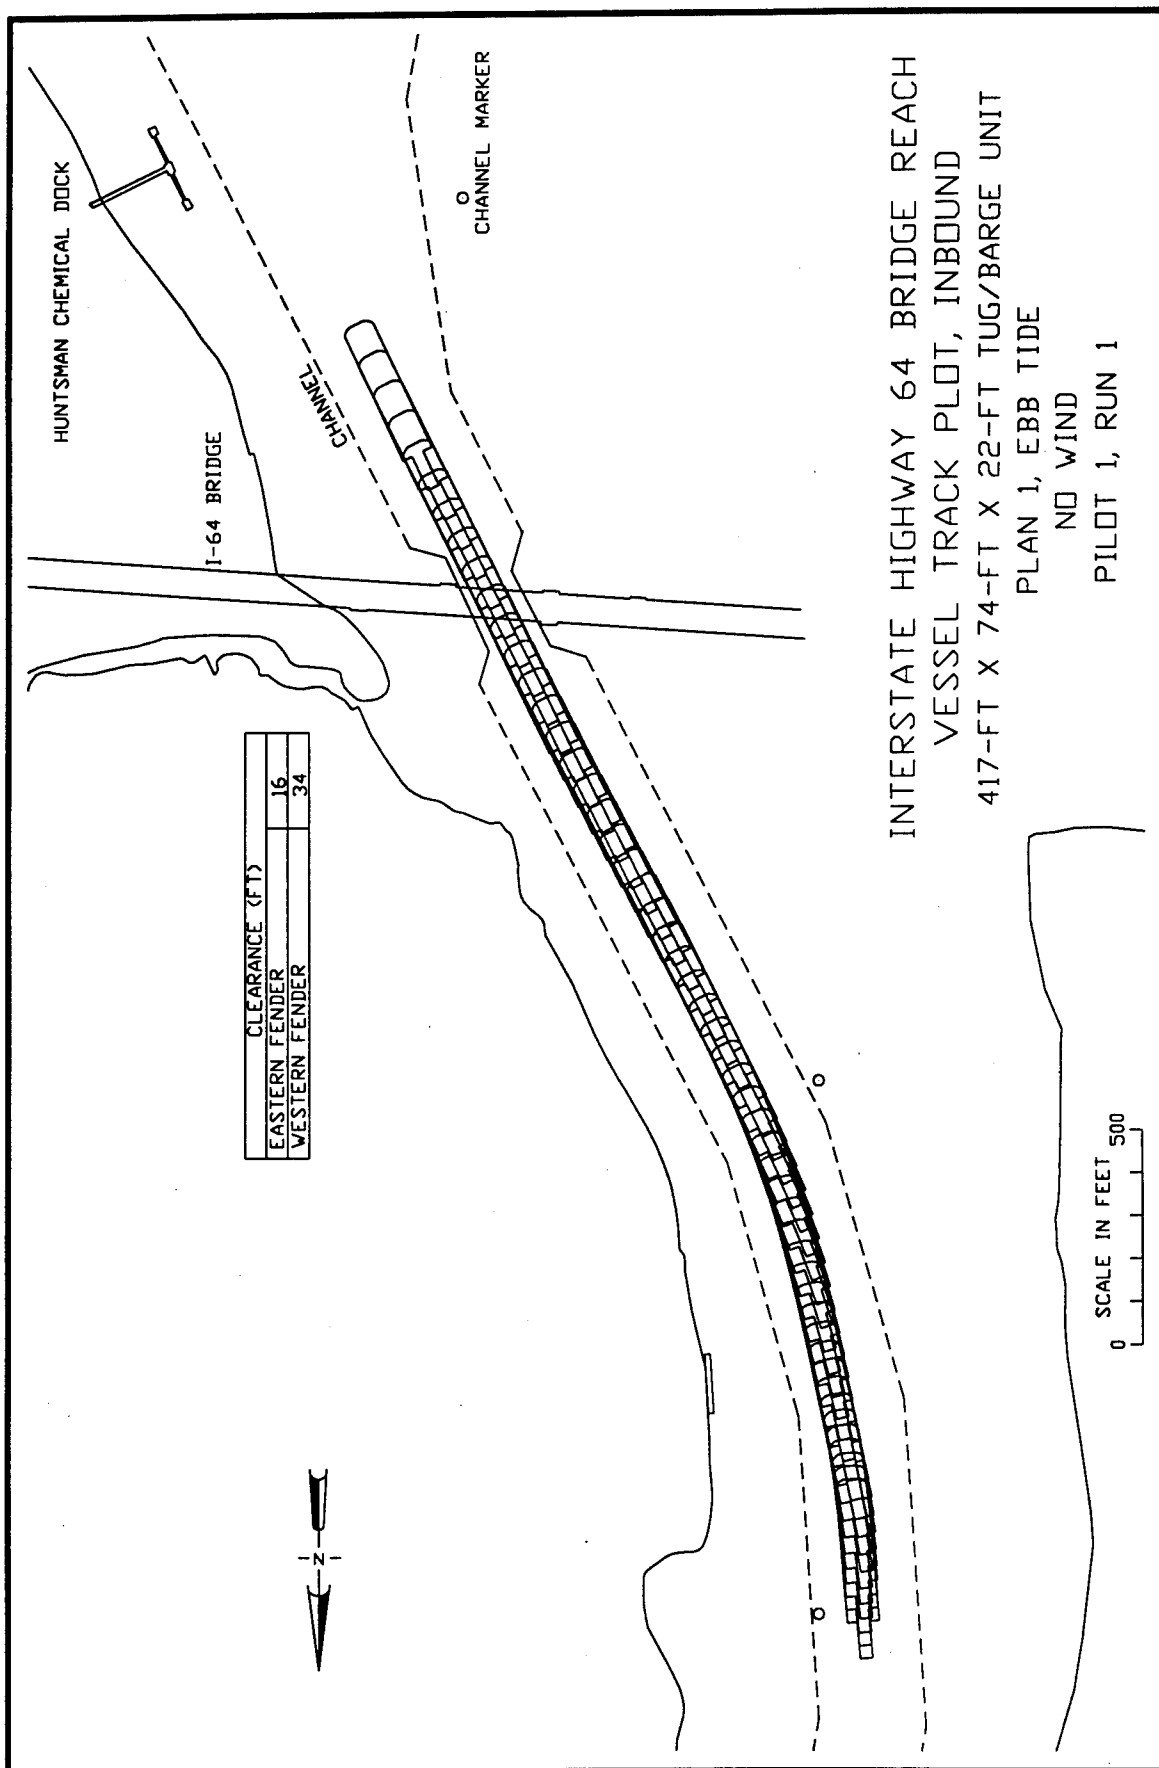 HUNTSMAN CHEMICAL DOCK
I-64 BRIDGE
CHANNEL
CHANNEL MARKER
CLEARANCE (FT)
EASTERN FENDER 16
WESTERN FENDER 34
N
SCALE IN FEET
0 500
INTERSTATE HIGHWAY 64 BRIDGE REACH
VESSEL TRACK PLOT, INBOUND
417-FT X 74-FT X 22-FT TUG/BARGE UNIT
PLAN 1, EBB TIDE
NO WIND
PILOT 1, RUN 1